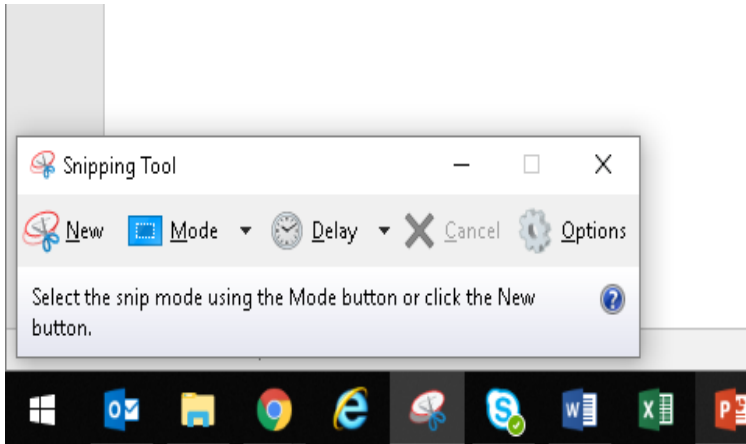 Snipping Tool
New Mode Delay Cancel Options
Select the snip mode using the Mode button or click the New
button.